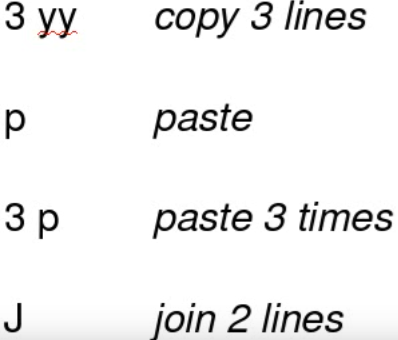 3 yy copy 3 lines
p paste
3 p paste 3 times
J join 2 lines